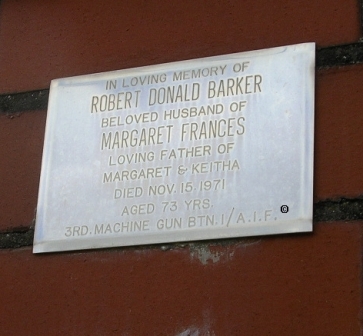 IN LOVING MEMORY OF
ROBERT DONALD BARKER
BELOVED HUSBAND OF
MARGARET FRANCES
LOVING FATHER OF
MARGARET & KEITHA
DIED NOV. 15. 1971
AGED 73 YRS.
3RD. MACHINE GUN BTN. 1/A.I.F. ©